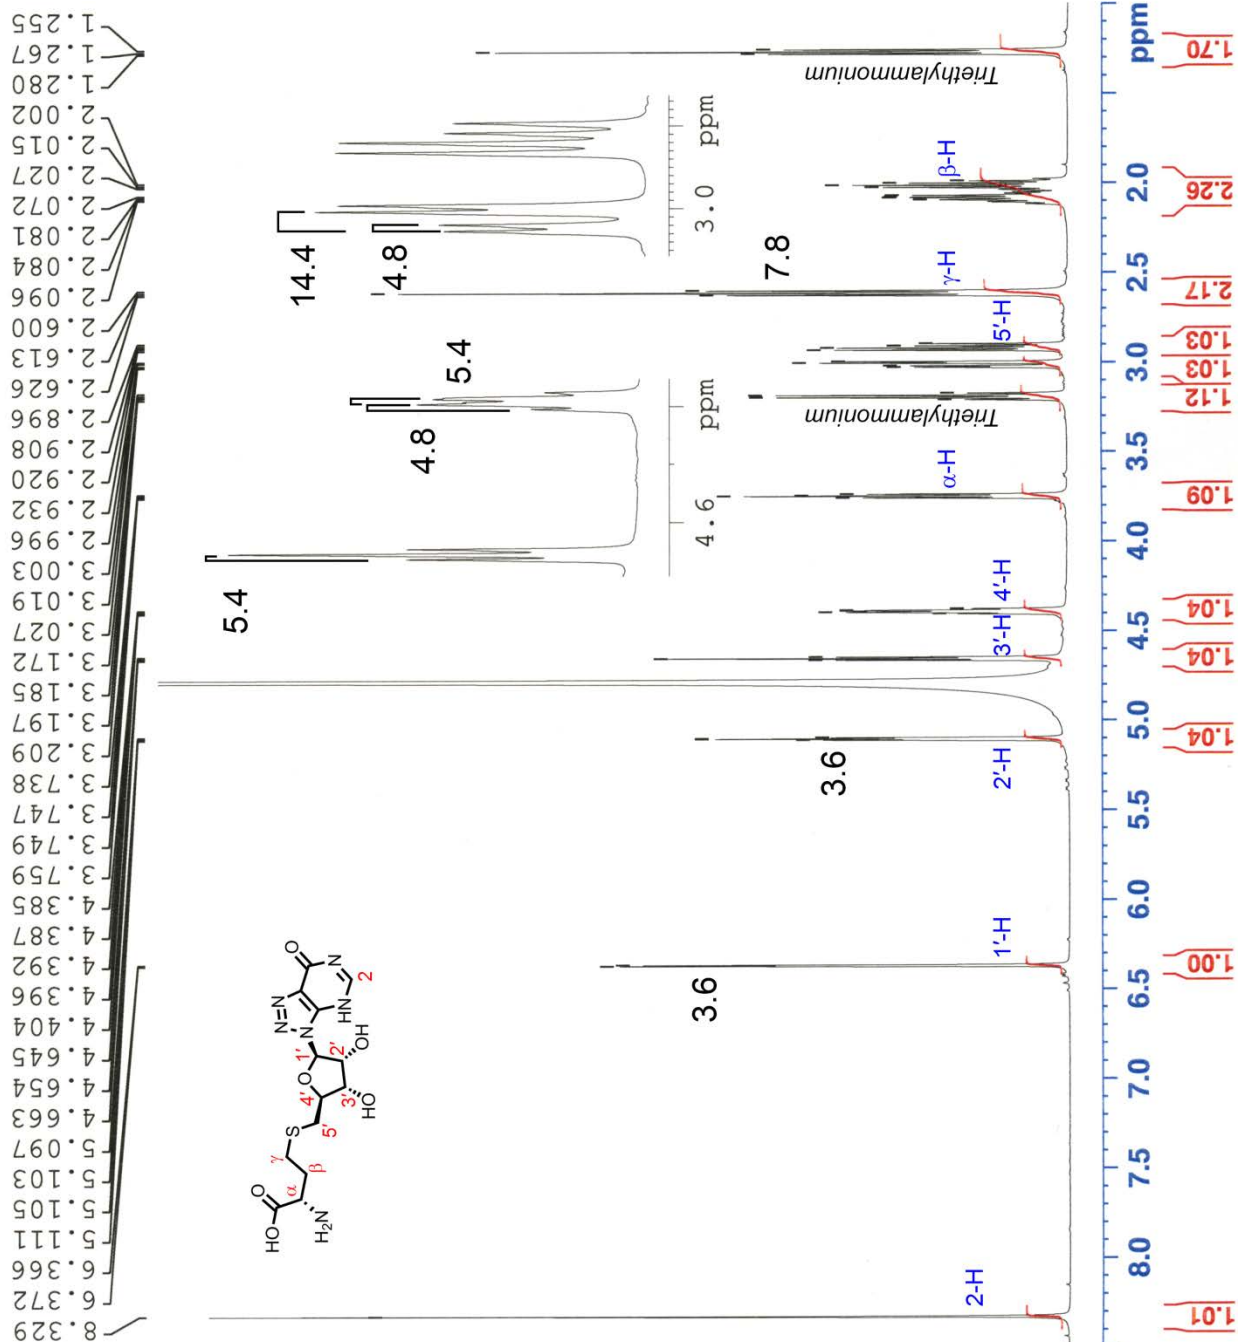 8.329
6.372
6.366
5.111
5.105
5.103
5.097
4.663
4.654
4.645
4.404
4.396
4.392
4.387
4.385
3.759
3.749
3.747
3.738
3.209
3.197
3.185
3.172
3.027
3.019
3.003
2.996
2.932
2.920
2.908
2.896
2.626
2.613
2.600
2.096
2.084
2.081
2.072
2.027
2.015
2.002
1.280
1.267
1.255
HO
O
α
H₂N
γ
β
S
5'
4'
O
1'
3'
2'
HO
OH
N=N
N
N
HN
O
N
2
5.4
4.8
5.4
4.6 ppm
14.4
4.8
3.0 ppm
3.6
3.6
7.8
2-H
1'-H
2'-H
3'-H
4'-H
α-H
Triethylammonium
5'-H
γ-H
β-H
Triethylammonium
8.0 7.5 7.0 6.5 6.0 5.5 5.0 4.5 4.0 3.5 3.0 2.5 2.0 ppm
1.01
1.00
1.04
1.04
1.04
1.09
1.12
1.03
1.03
2.17
2.26
1.70